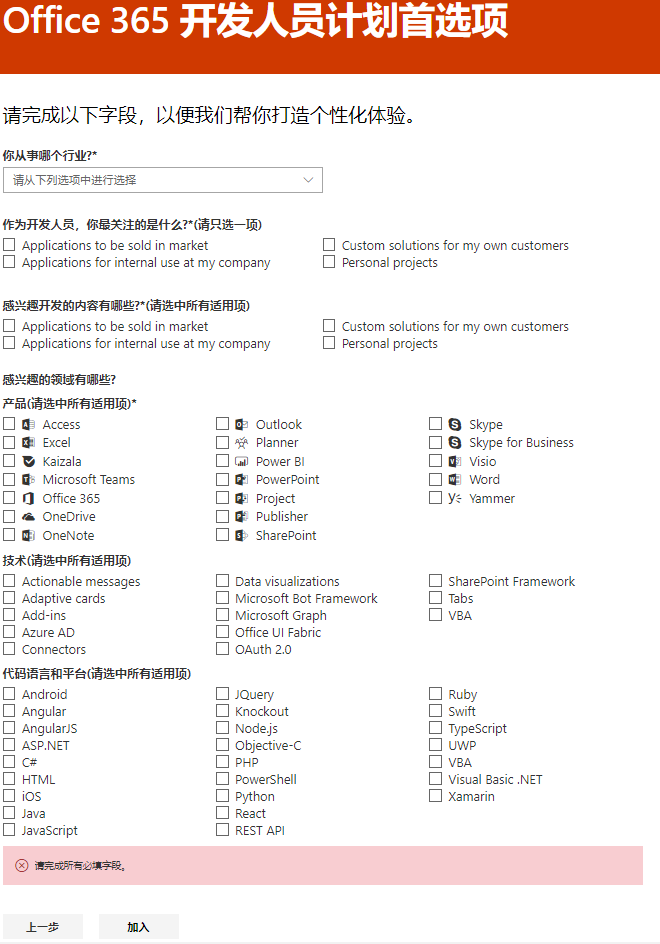 Office 365 开发人员计划首选项
请完成以下字段，以便我们帮你打造个性化体验。
你从事哪个行业?*
请从下列选项中进行选择
作为开发人员，你最关注的是什么?*(请只选一项)
Applications to be sold in market Custom solutions for my own customers
Applications for internal use at my company Personal projects
感兴趣开发的内容有哪些?*(请选中所有适用项)
Applications to be sold in market Custom solutions for my own customers
Applications for internal use at my company Personal projects
感兴趣的领域有哪些?
产品(请选中所有适用项)*
Access Outlook Skype
Excel Planner Skype for Business
Kaizala Power BI Visio
Microsoft Teams PowerPoint Word
Office 365 Project Yammer
OneDrive Publisher
OneNote SharePoint
技术(请选中所有适用项)
Actionable messages Data visualizations SharePoint Framework
Adaptive cards Microsoft Bot Framework Tabs
Add-ins Microsoft Graph VBA
Azure AD Office UI Fabric
Connectors OAuth 2.0
代码语言和平台(请选中所有适用项)
Android JQuery Ruby
Angular Knockout Swift
AngularJS Node.js TypeScript
ASP.NET Objective-C UWP
C# PHP VBA
HTML PowerShell Visual Basic .NET
iOS Python Xamarin
Java React
JavaScript REST API
请完成所有必填字段。
上一步 加入